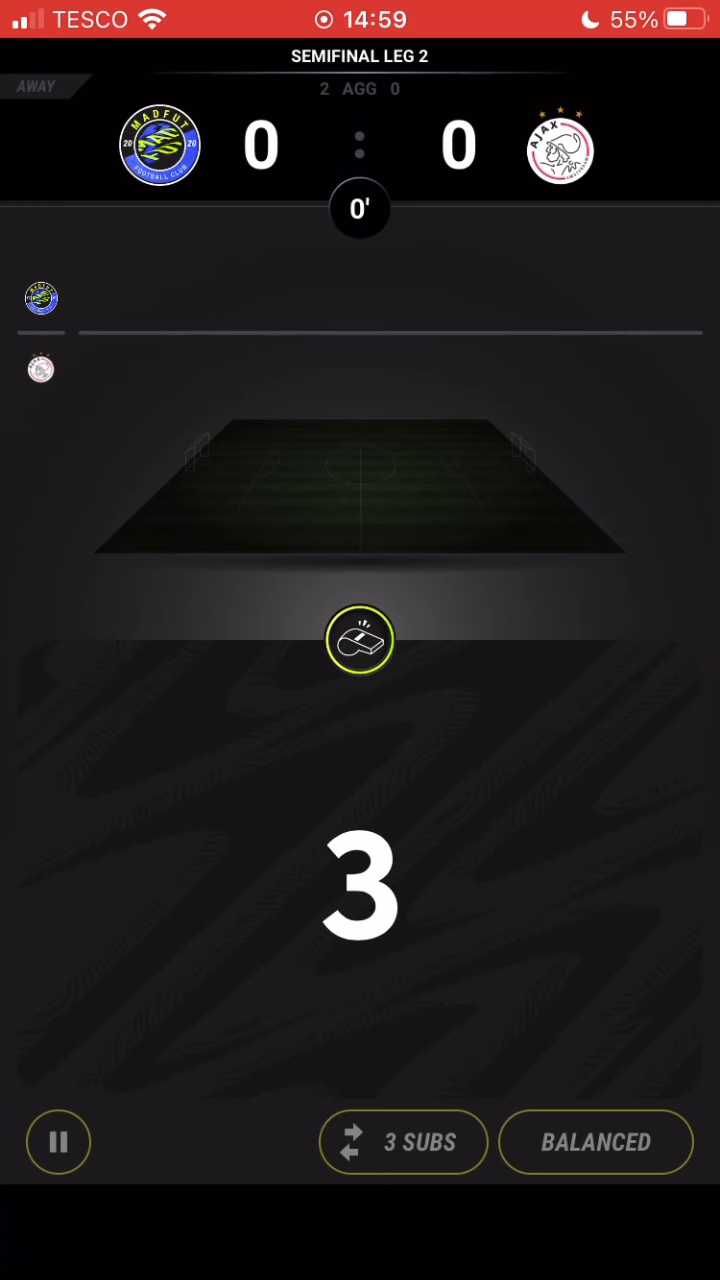 TESCO 14:59 55%
SEMIFINAL LEG 2
AWAY
2 AGG 0
MADFUT 20 20 FOOTBALL CLUB
0 : 0
AJAX
0'
3
3 SUBS
BALANCED